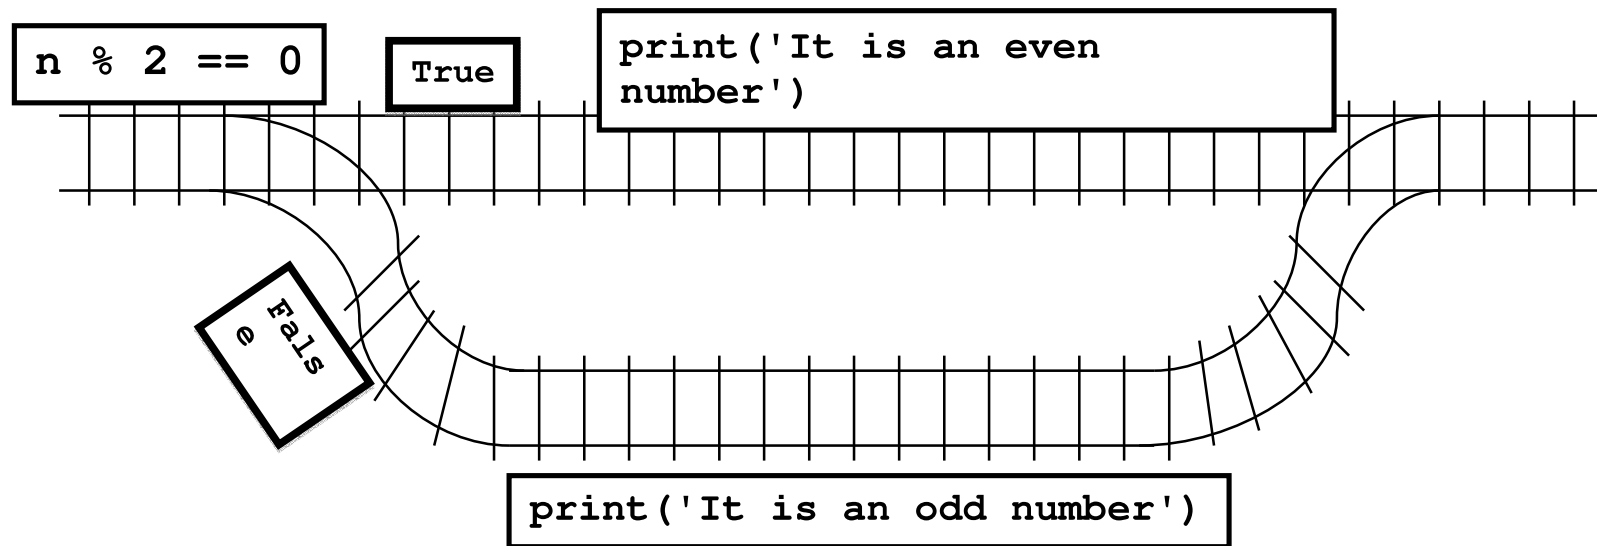 n % 2 == 0
True
print('It is an even
number')
Fals
e
print('It is an odd number')